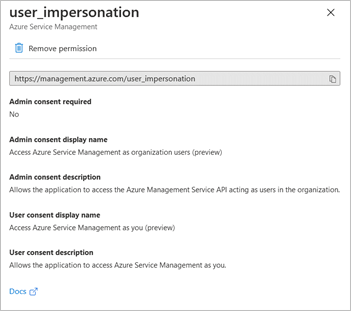 user_impersonation
Azure Service Management
Remove permission
https://management.azure.com/user_impersonation
Admin consent required
No
Admin consent display name
Access Azure Service Management as organization users (preview)
Admin consent description
Allows the application to access the Azure Management Service API acting as users in the organization.
User consent display name
Access Azure Service Management as you (preview)
User consent description
Allows the application to access Azure Service Management as you.
Docs